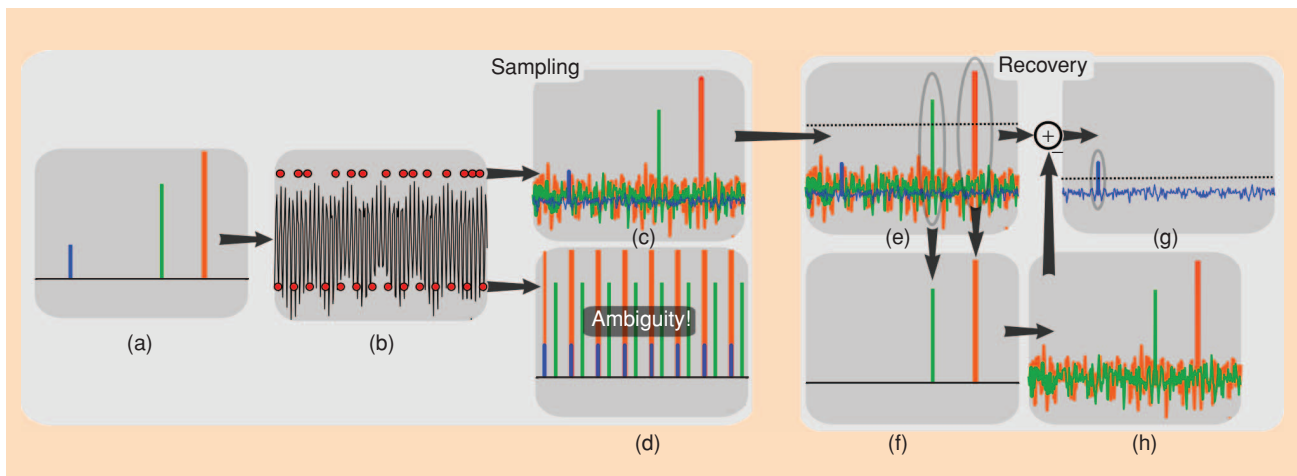 Sampling
Recovery
(a)
(b)
(c)
Ambiguity!
(d)
(e)
(g)
(f)
(h)
+
–